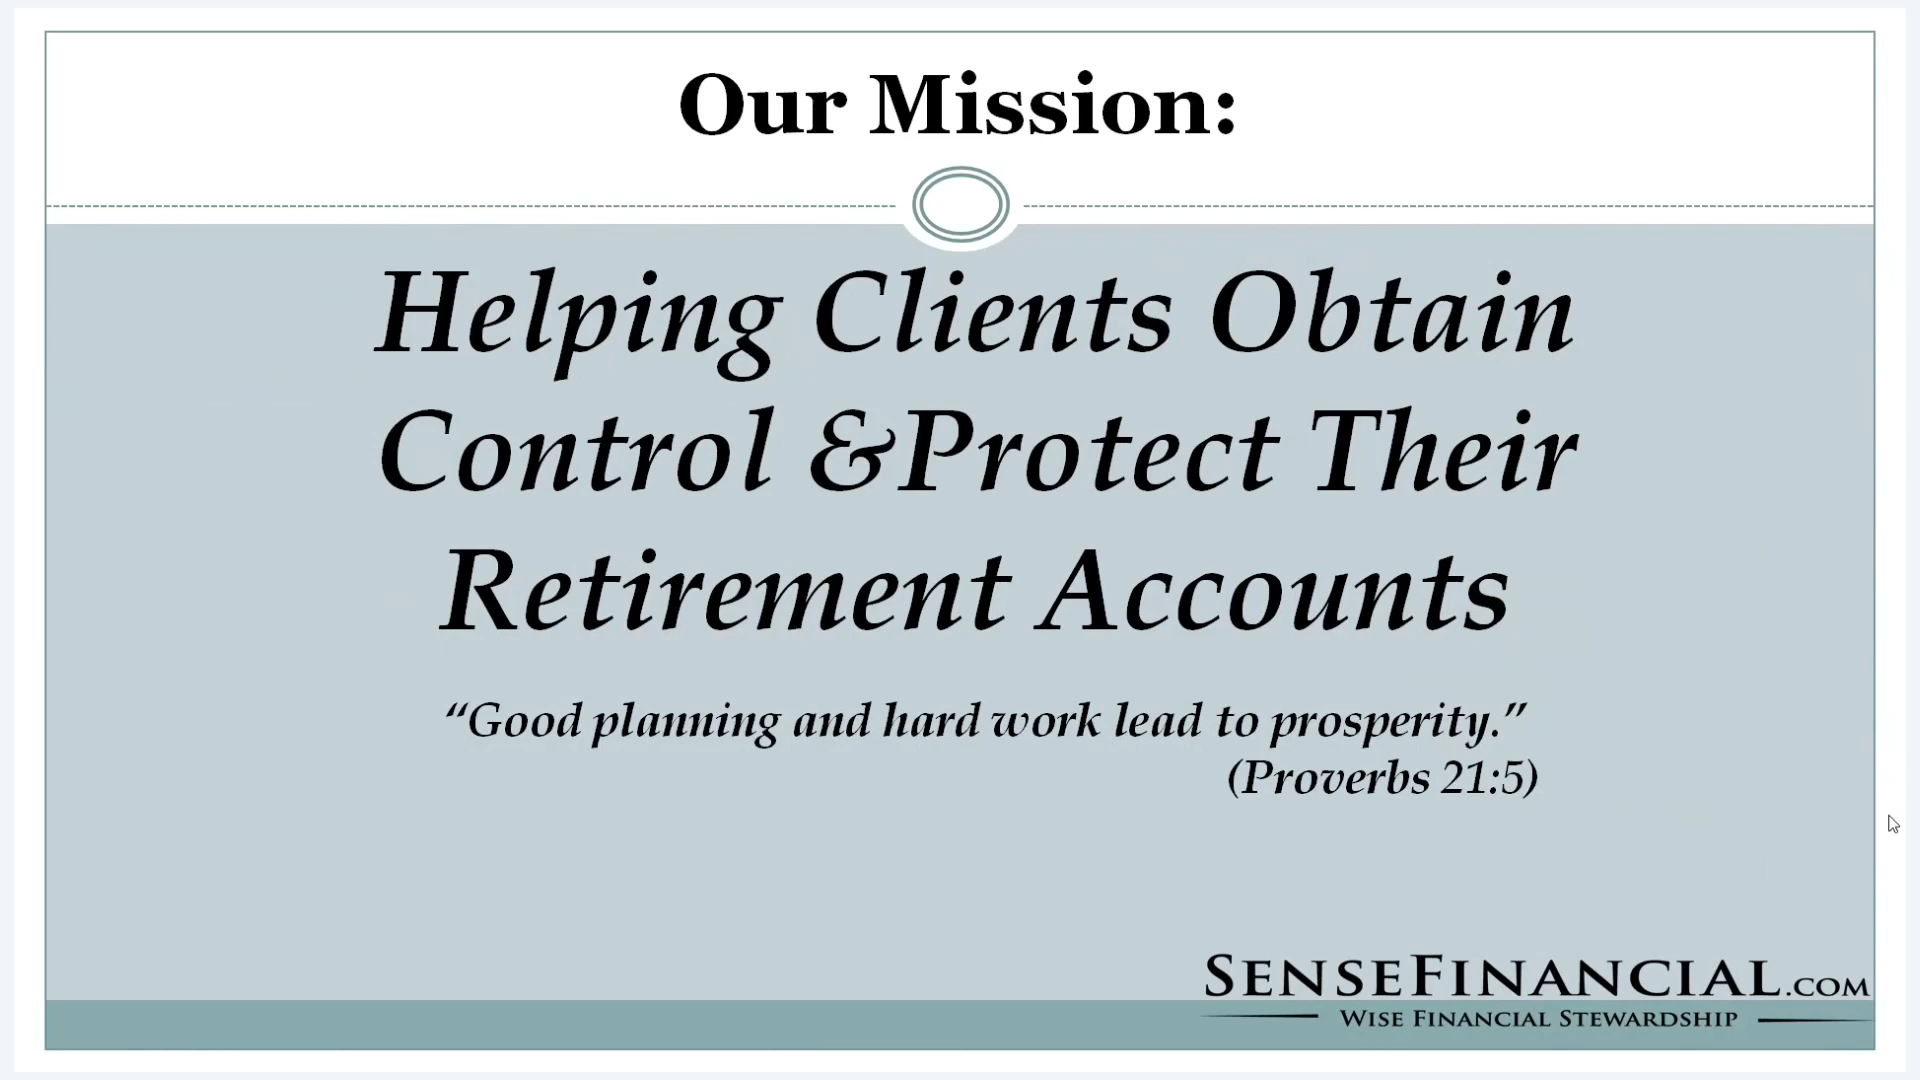 Our Mission:
Helping Clients Obtain
Control &Protect Their
Retirement Accounts
“Good planning and hard work lead to prosperity.”
(Proverbs 21:5)
SENSEFINANCIAL.COM
WISE FINANCIAL STEWARDSHIP